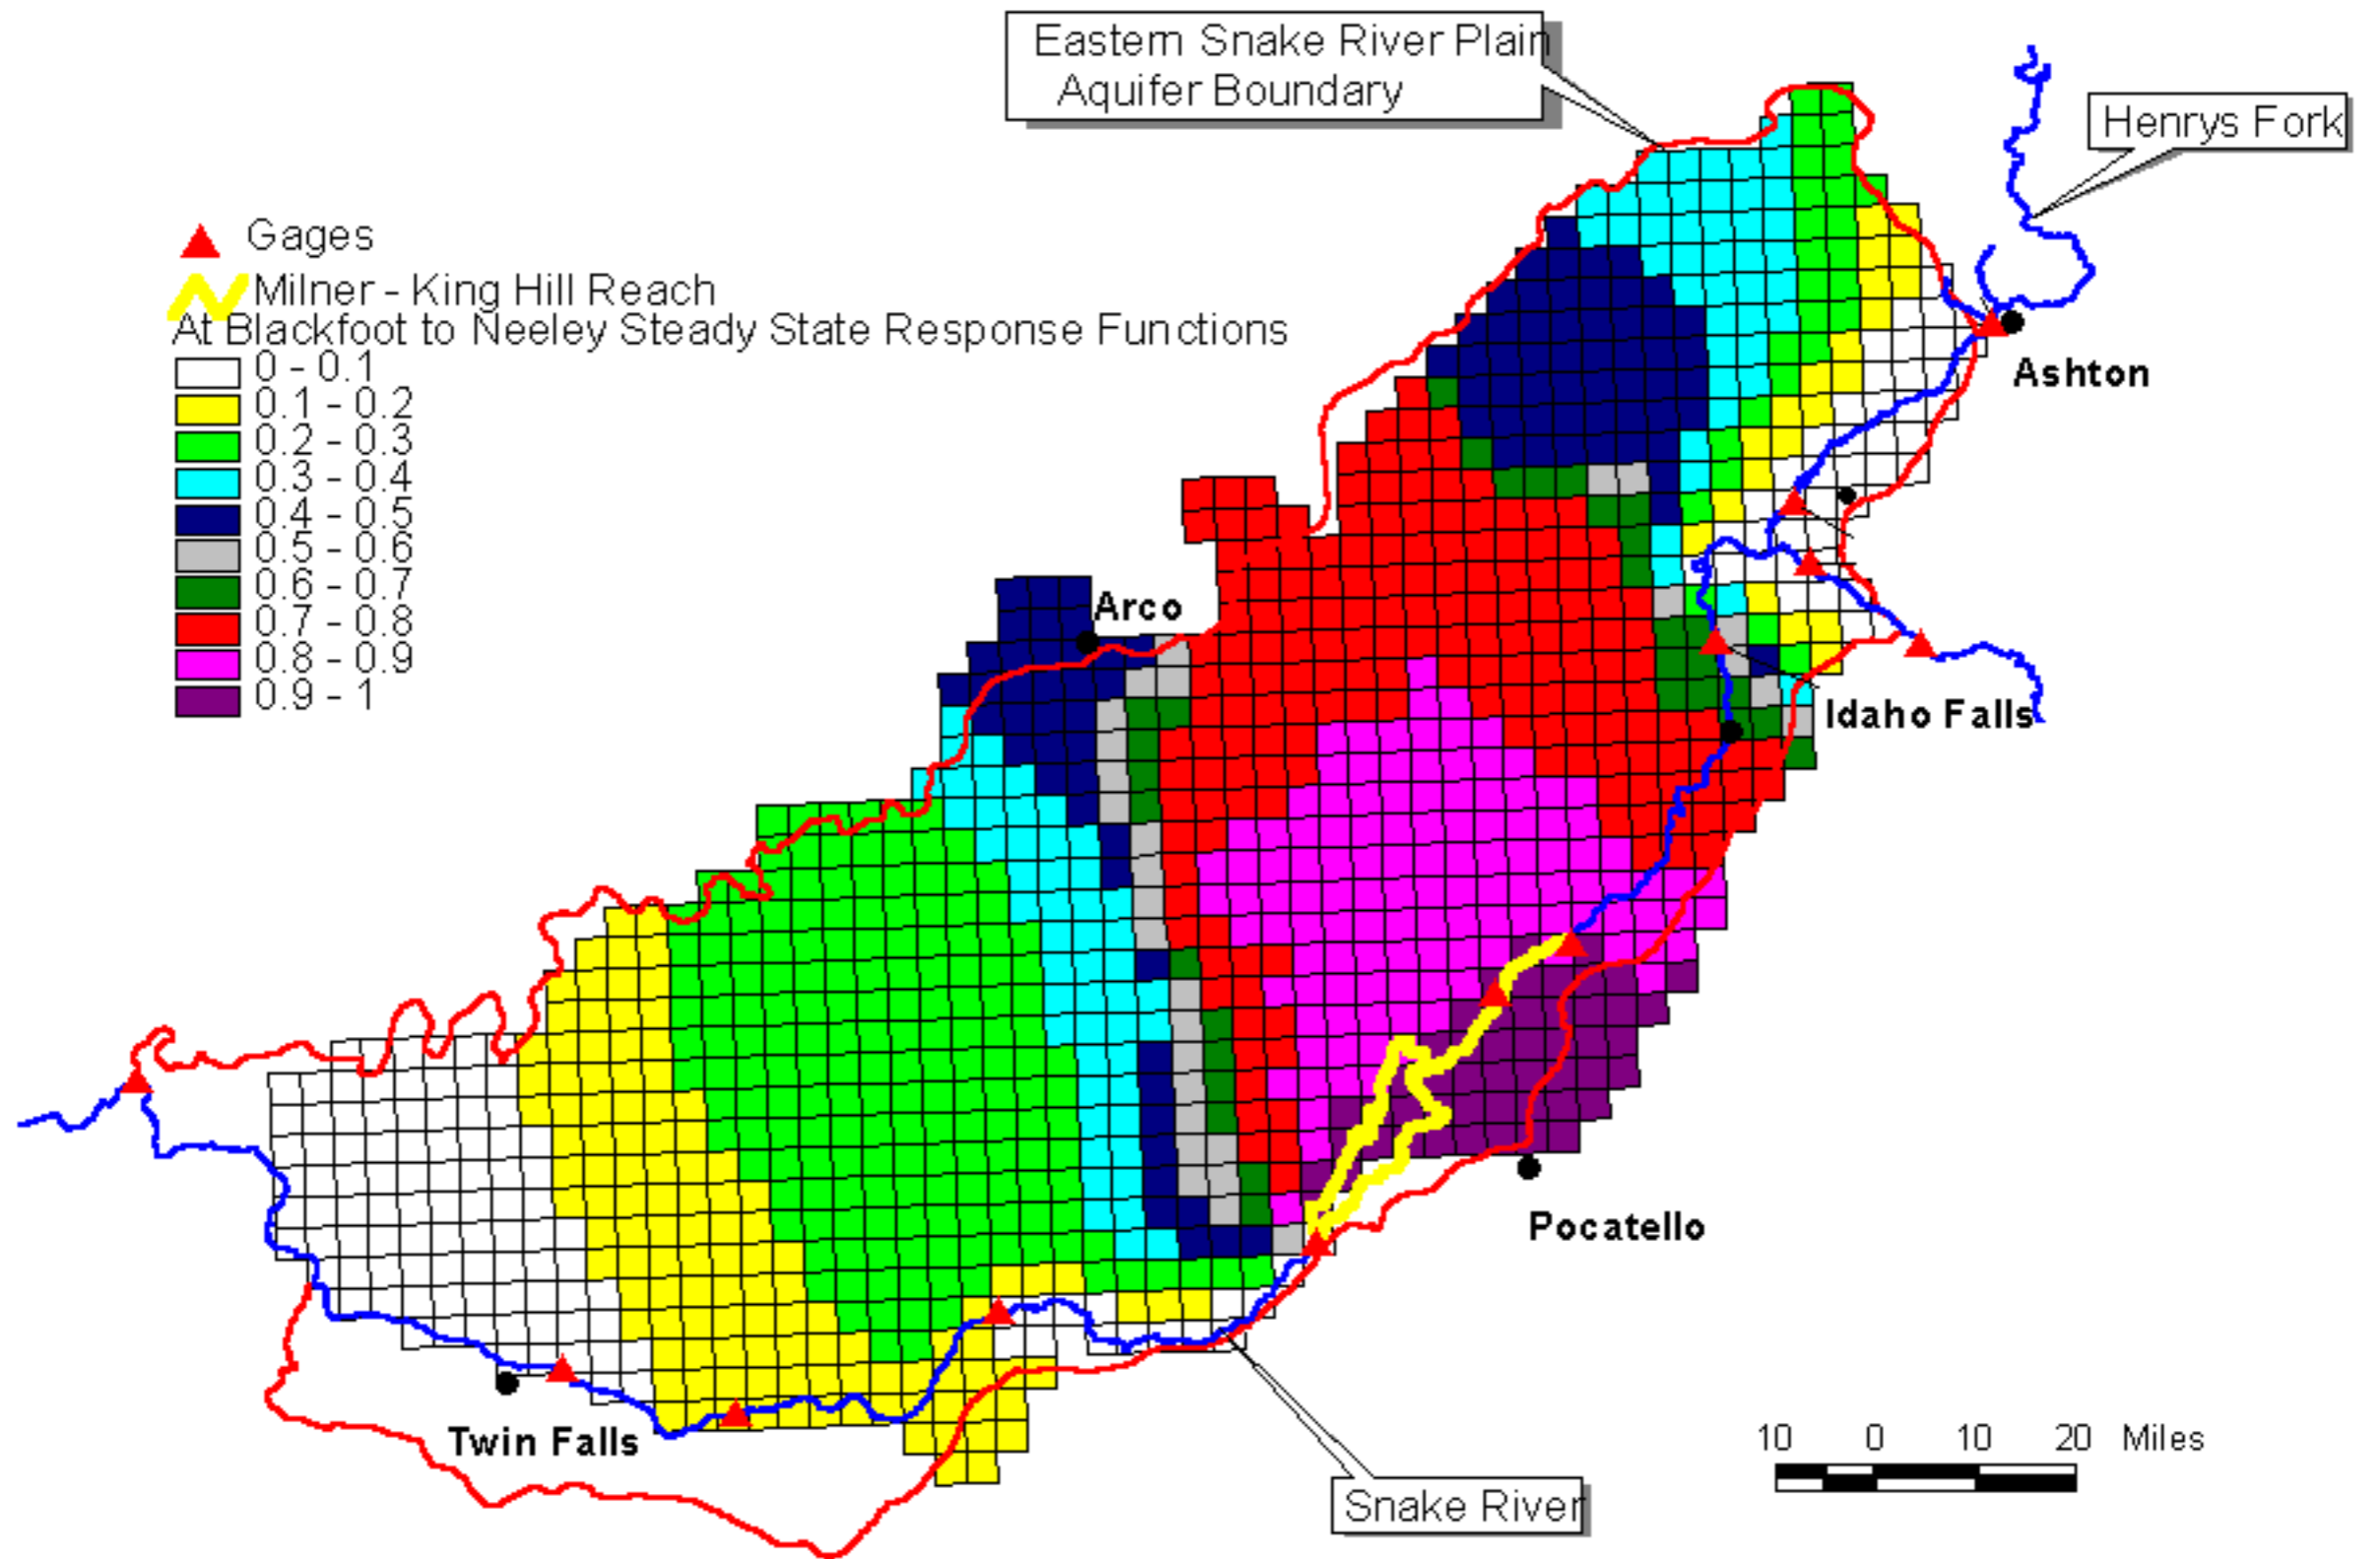 Eastern Snake River Plain
Aquifer Boundary
Henrys Fork
Gages
Milner - King Hill Reach
At Blackfoot to Neeley Steady State Response Functions
0 - 0.1
0.1 - 0.2
0.2 - 0.3
0.3 - 0.4
0.4 - 0.5
0.5 - 0.6
0.6 - 0.7
0.7 - 0.8
0.8 - 0.9
0.9 - 1
Ashton
Arco
Idaho Falls
Pocatello
Twin Falls
10 0 10 20 Miles
Snake River